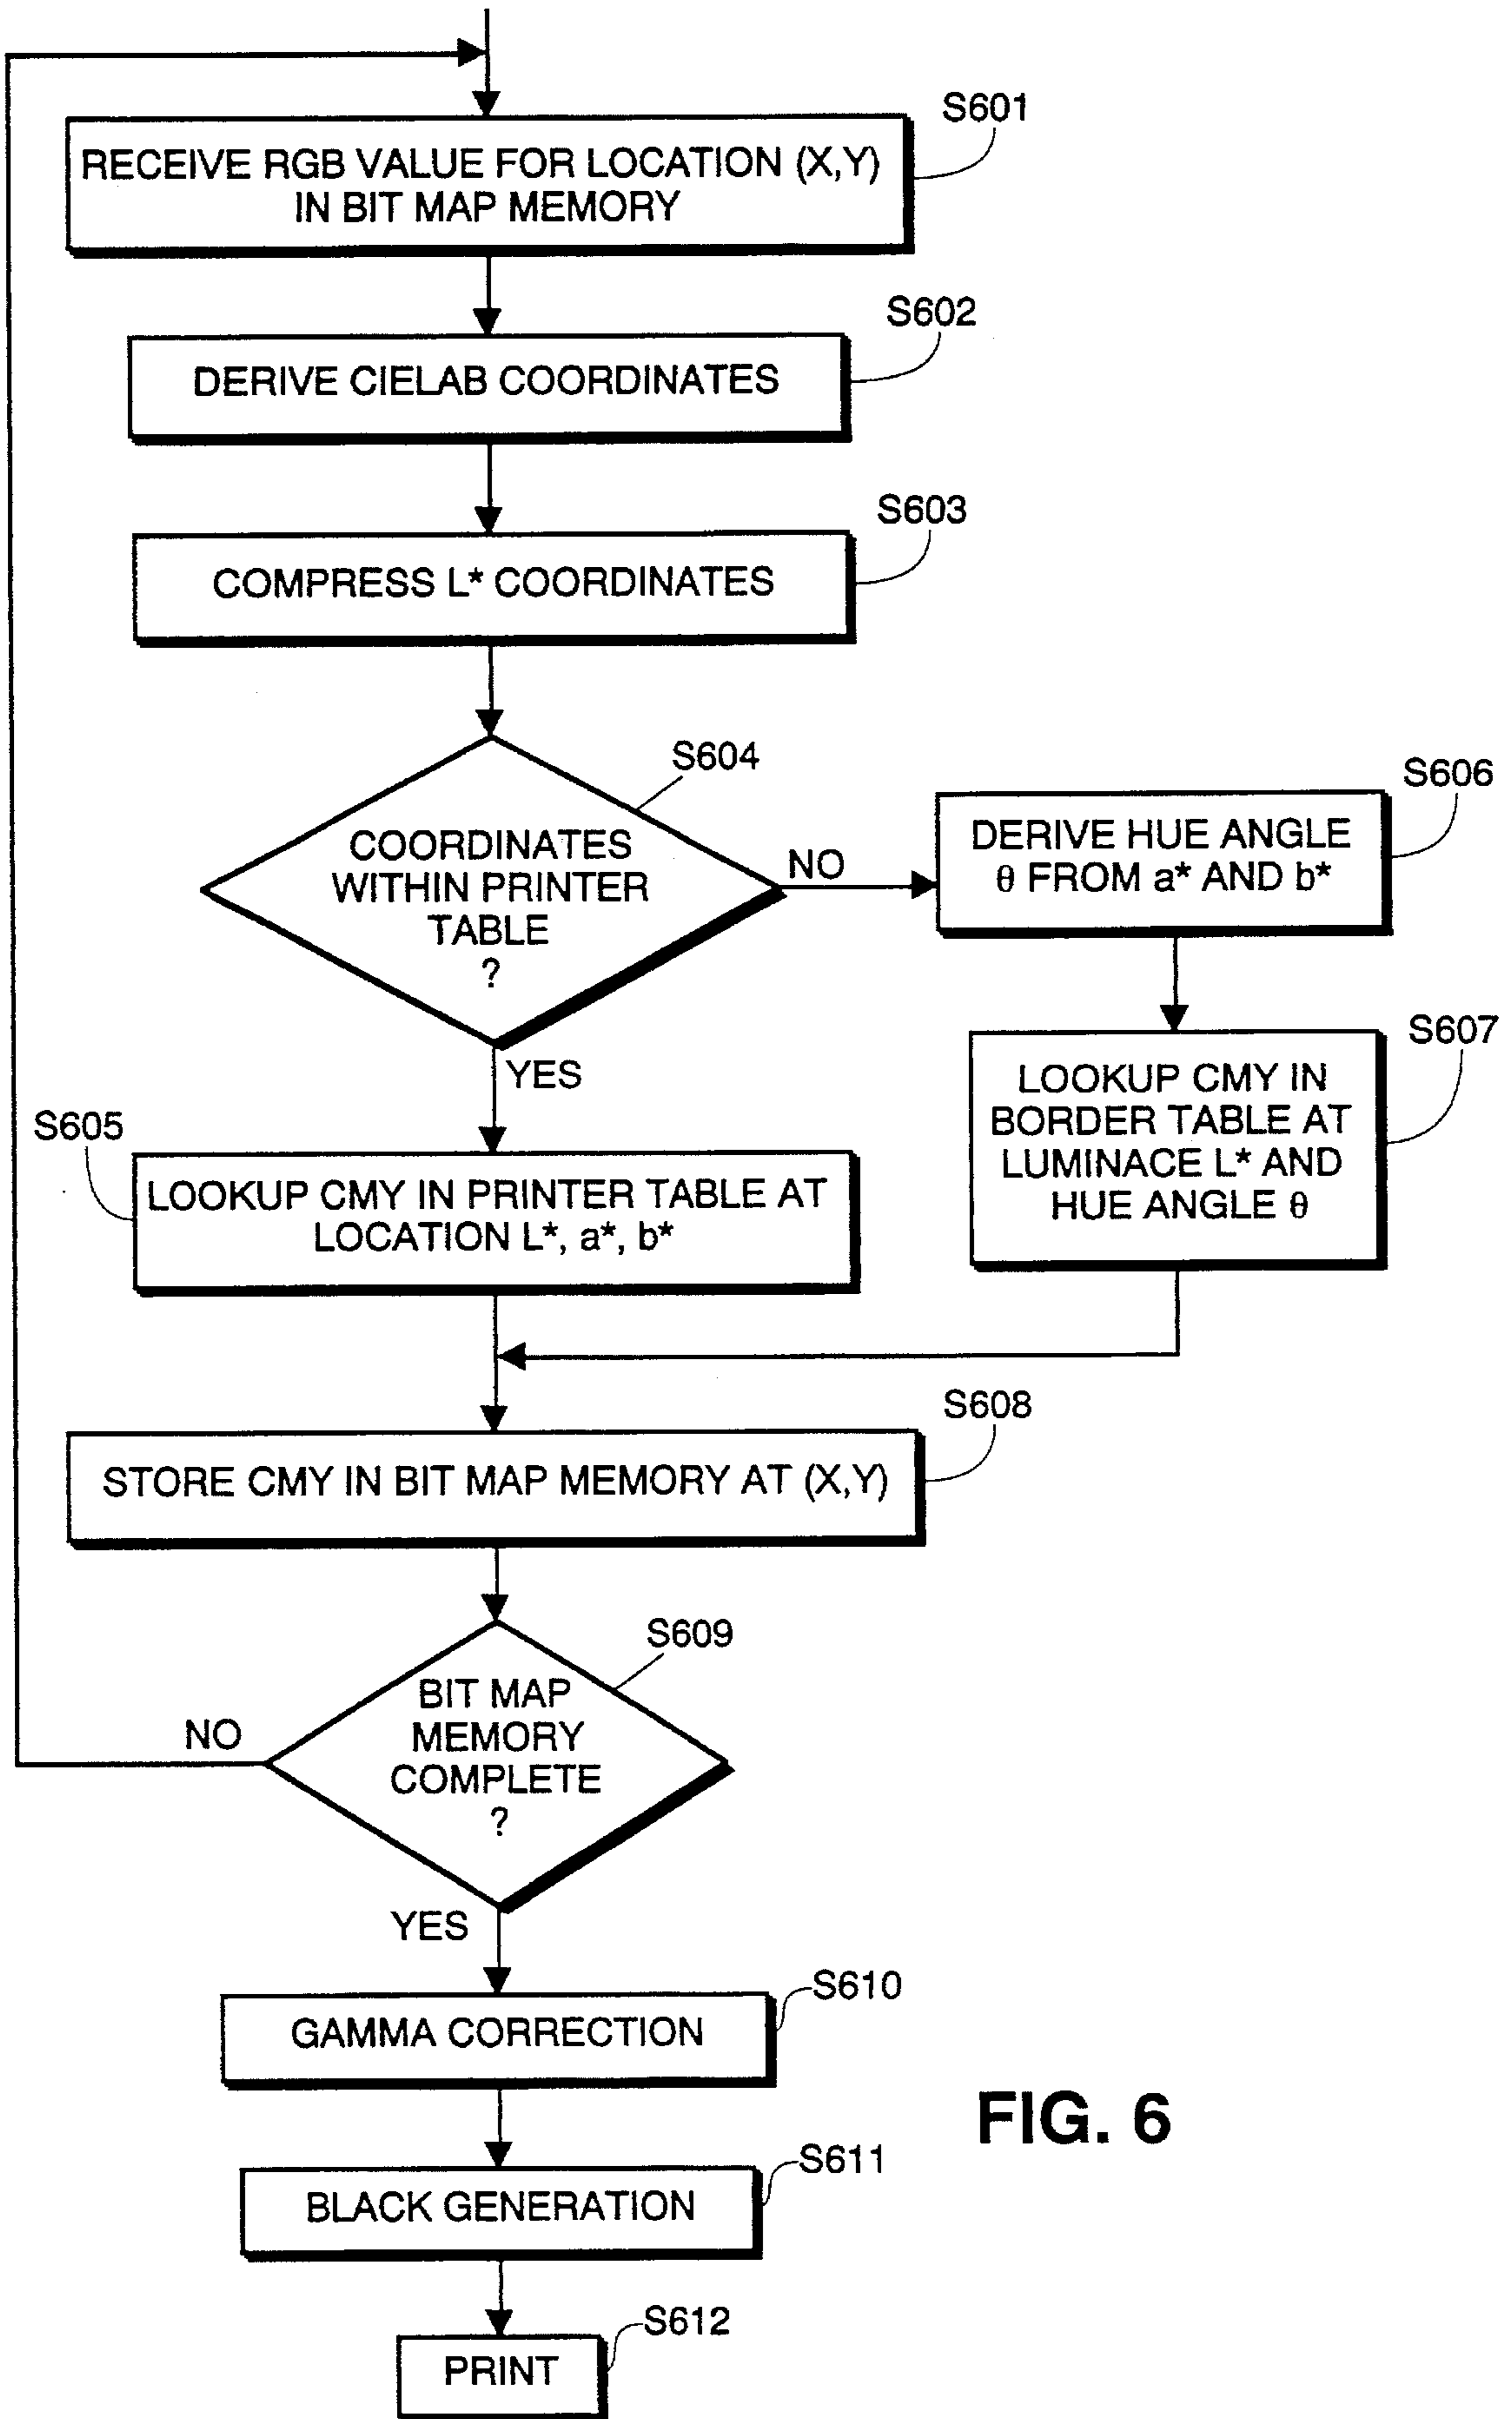 S601
RECEIVE RGB VALUE FOR LOCATION (X,Y)
IN BIT MAP MEMORY
S602
DERIVE CIELAB COORDINATES
S603
COMPRESS L* COORDINATES
S604
COORDINATES
WITHIN PRINTER
TABLE
?
NO
YES
S606
DERIVE HUE ANGLE
θ FROM a* AND b*
S607
LOOKUP CMY IN
BORDER TABLE AT
LUMINACE L* AND
HUE ANGLE θ
S605
LOOKUP CMY IN PRINTER TABLE AT
LOCATION L*, a*, b*
S608
STORE CMY IN BIT MAP MEMORY AT (X,Y)
S609
BIT MAP
MEMORY
COMPLETE
?
NO
YES
S610
GAMMA CORRECTION
S611
BLACK GENERATION
S612
PRINT
FIG. 6